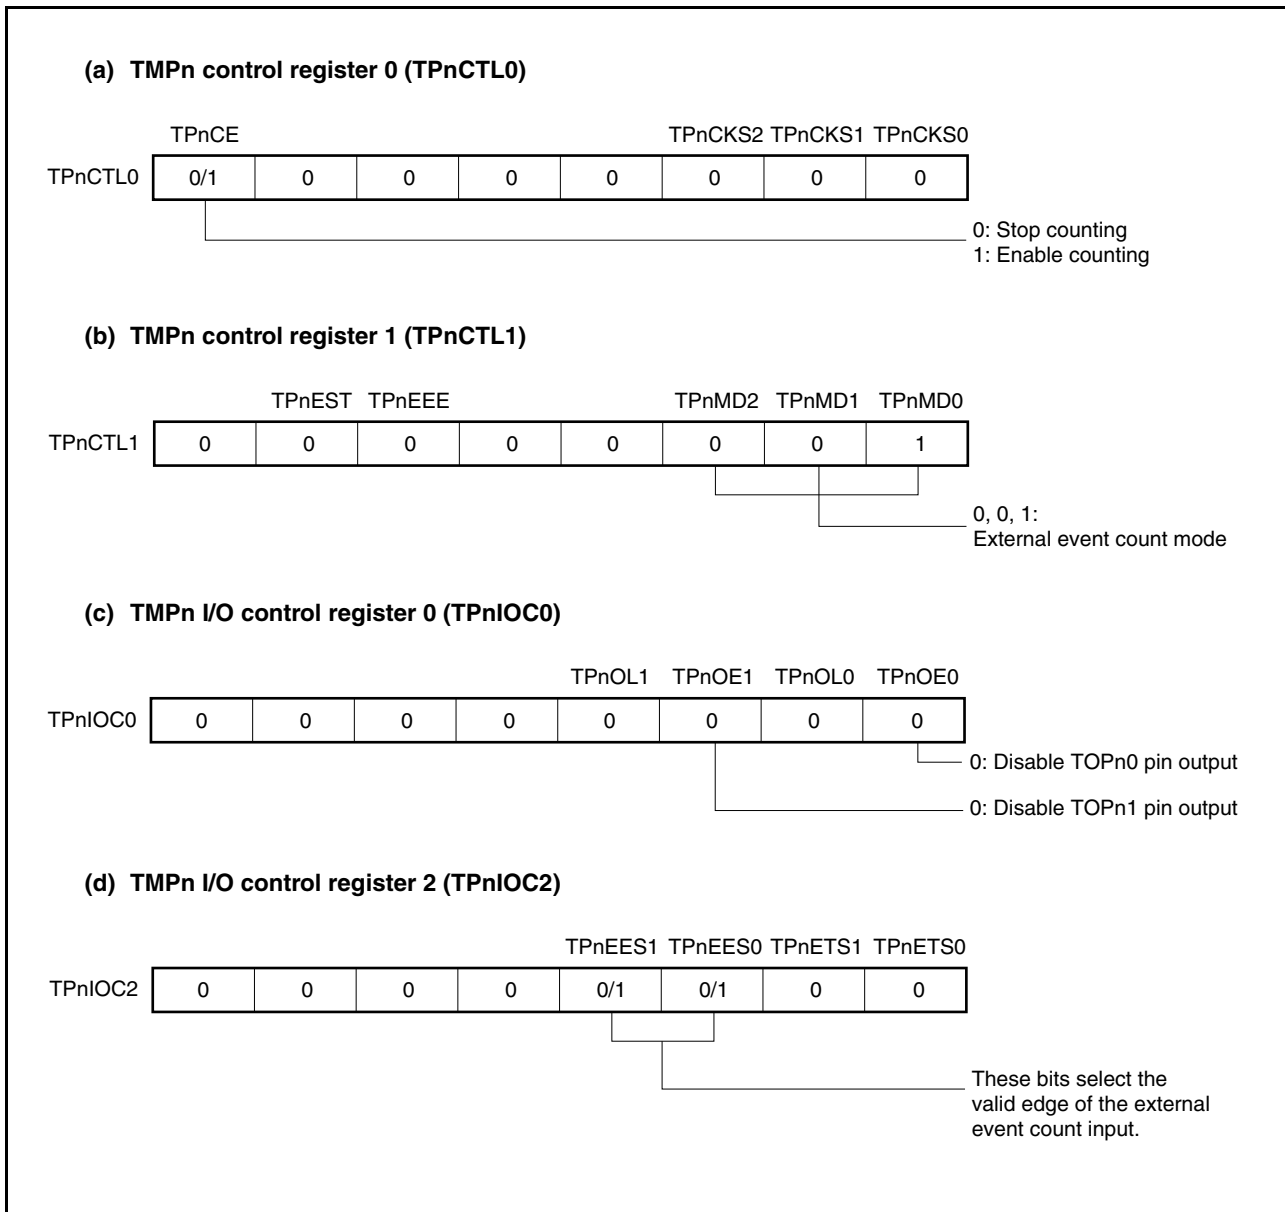 (a) TMPn control register 0 (TPnCTL0)
TPnCE TPnCKS2 TPnCKS1 TPnCKS0
TPnCTL0 0/1 0 0 0 0 0 0 0
0: Stop counting
1: Enable counting
(b) TMPn control register 1 (TPnCTL1)
TPnEST TPnEEE TPnMD2 TPnMD1 TPnMD0
TPnCTL1 0 0 0 0 0 0 0 1
0, 0, 1:
External event count mode
(c) TMPn I/O control register 0 (TPnIOC0)
TPnOL1 TPnOE1 TPnOL0 TPnOE0
TPnIOC0 0 0 0 0 0 0 0 0
0: Disable TOPn0 pin output
0: Disable TOPn1 pin output
(d) TMPn I/O control register 2 (TPnIOC2)
TPnEES1 TPnEES0 TPnETS1 TPnETS0
TPnIOC2 0 0 0 0 0/1 0/1 0 0
These bits select the
valid edge of the external
event count input.